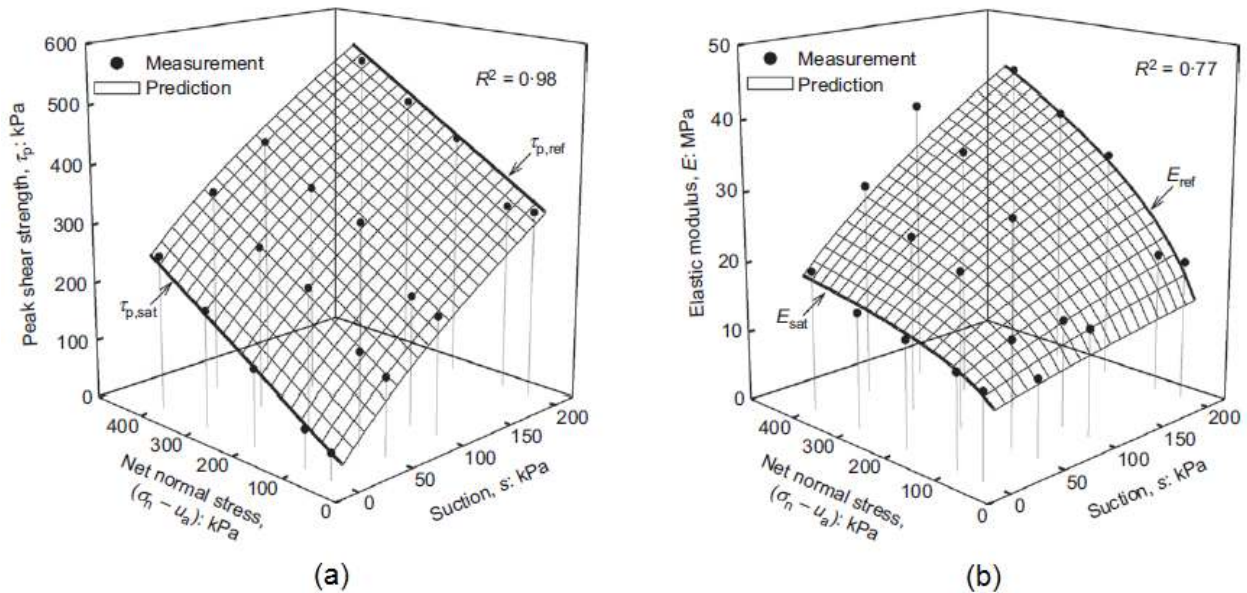 600
500
400
300
200
100
0
Peak shear strength, τp: kPa
Measurement
Prediction
R² = 0·98
τp,ref
τp,sat
400
300
200
100
0
Net normal stress,
(σn – ua): kPa
0
50
100
150
200
Suction, s: kPa
(a)
50
40
30
20
10
0
Elastic modulus, E: MPa
Measurement
Prediction
R² = 0·77
Eref
Esat
400
300
200
100
0
Net normal stress,
(σn – ua): kPa
0
50
100
150
200
Suction, s: kPa
(b)